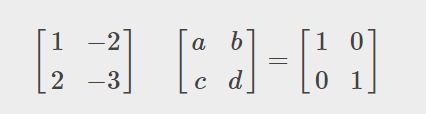 [1 −2] [a b] = [1 0]
[2 −3] [c d] [0 1]